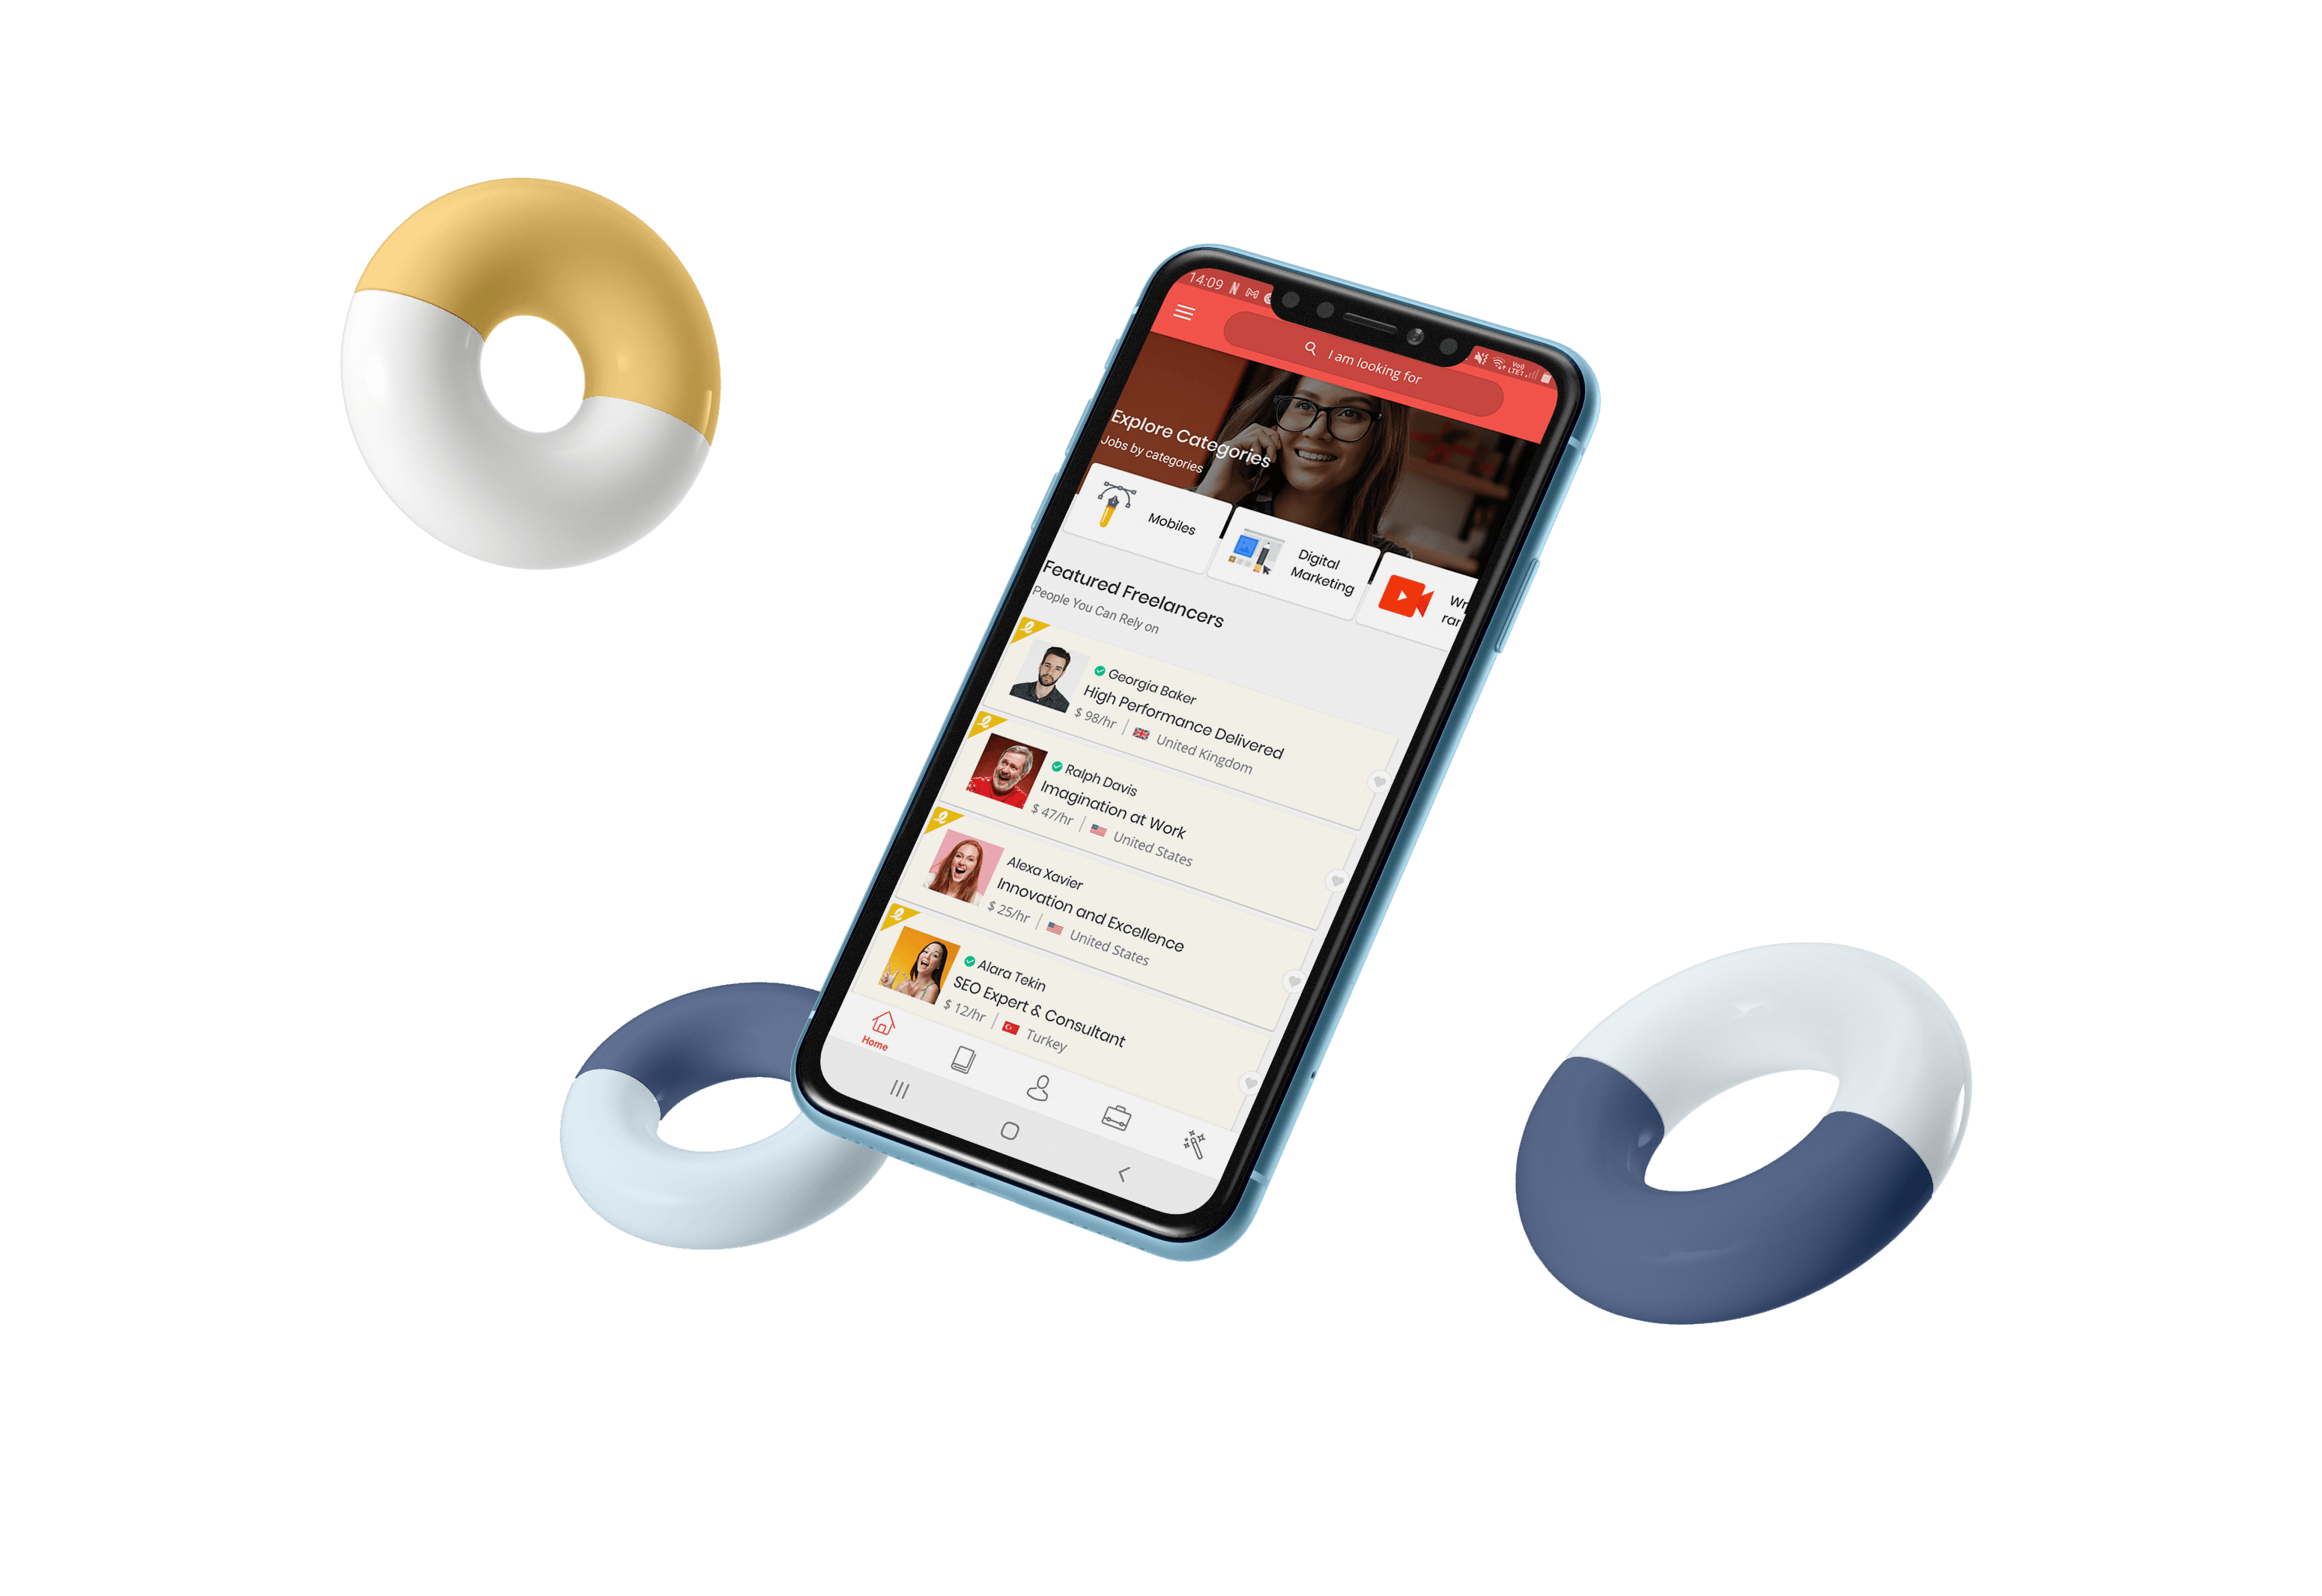 14:09
Voi)
LTE1
I am looking for
Explore Categories
Jobs by categories
Mobiles
Digital
Marketing
Wr
rar
Featured Freelancers
People You Can Rely on
Georgia Baker
High Performance Delivered
$ 98/hr | United Kingdom
Ralph Davis
Imagination at Work
$ 47/hr | United States
Alexa Xavier
Innovation and Excellence
$ 25/hr | United States
Alara Tekin
SEO Expert & Consultant
$ 12/hr | Turkey
Home